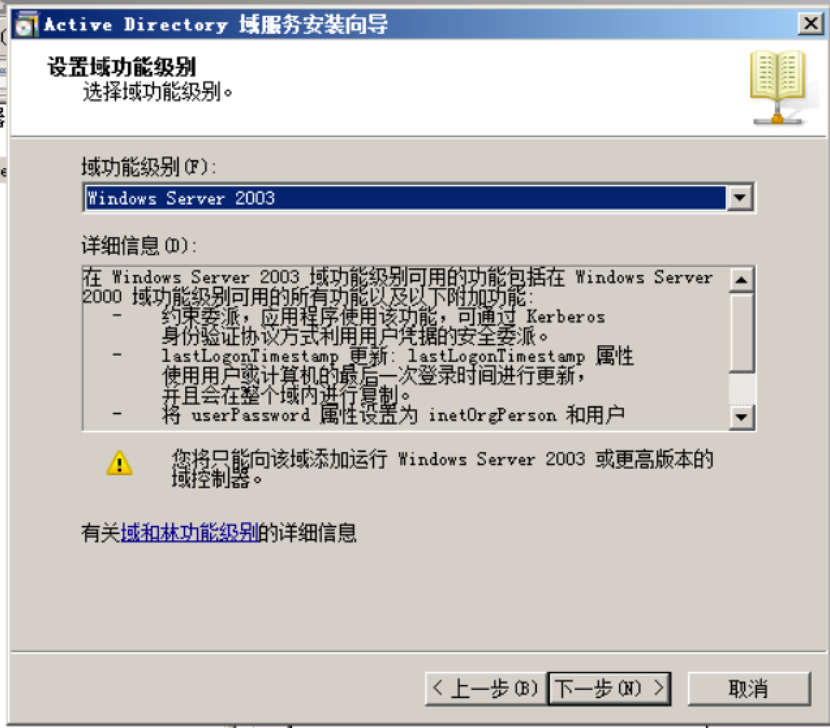 Active Directory 域服务安装向导
设置域功能级别
选择域功能级别。
域功能级别(F):
Windows Server 2003
详细信息(D):
在 Windows Server 2003 域功能级别可用的功能包括在 Windows Server
2000 域功能级别可用的所有功能以及以下附加功能:
- 约束委派，应用程序使用该功能，可通过 Kerberos
身份验证协议方式利用用户凭据的安全委派。
- lastLogonTimestamp 更新: lastLogonTimestamp 属性
使用用户或计算机的最后一次登录时间进行更新，
并且会在整个域内进行复制。
- 将 userPassword 属性设置为 inetOrgPerson 和用户
您将只能向该域添加运行 Windows Server 2003 或更高版本的
域控制器。
有关域和林功能级别的详细信息
< 上一步(B) 下一步(N) > 取消